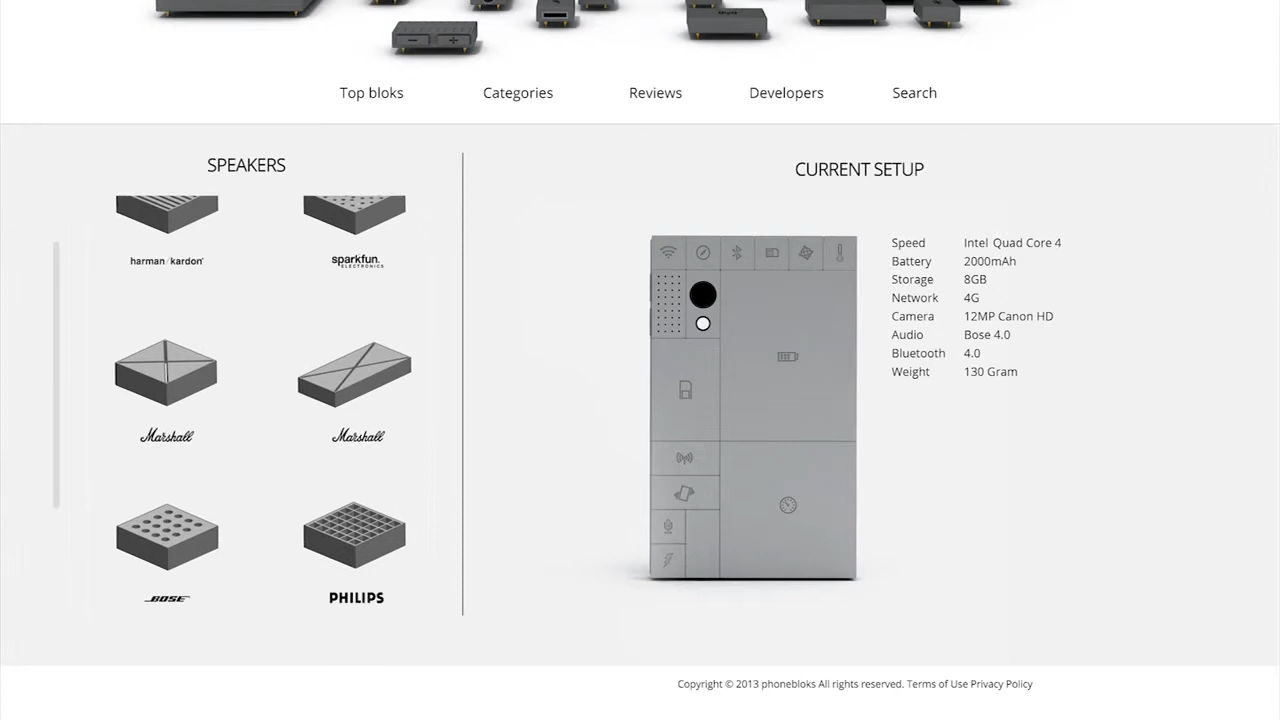 Top bloks
Categories
Reviews
Developers
Search
SPEAKERS
harman/kardon
sparkfun.
ELECTRONICS
Marshall
Marshall
BOSE
PHILIPS
CURRENT SETUP
Speed Intel Quad Core 4
Battery 2000mAh
Storage 8GB
Network 4G
Camera 12MP Canon HD
Audio Bose 4.0
Bluetooth 4.0
Weight 130 Gram
Copyright © 2013 phonebloks All rights reserved. Terms of Use Privacy Policy